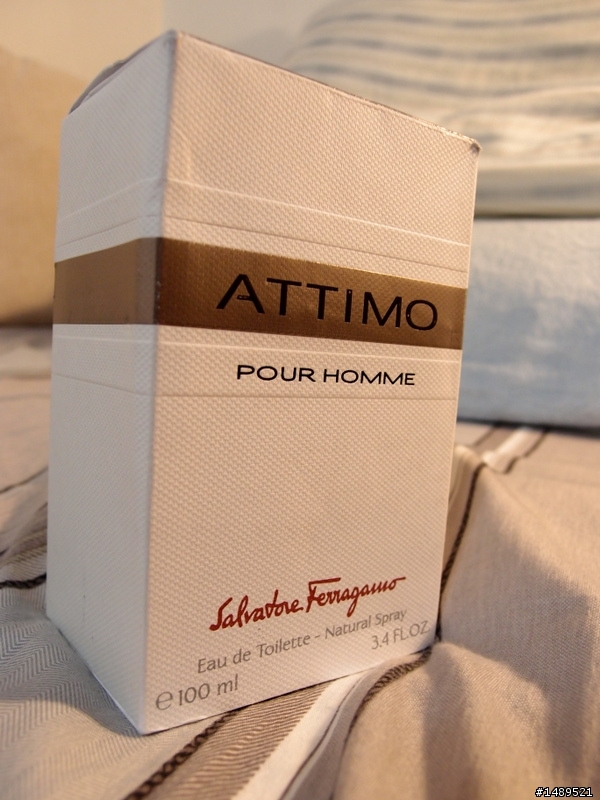 ATTIMO
POUR HOMME
Salvatore Ferragamo
Eau de Toilette - Natural Spray
℮ 100 ml 3.4 FL.OZ
#1489521